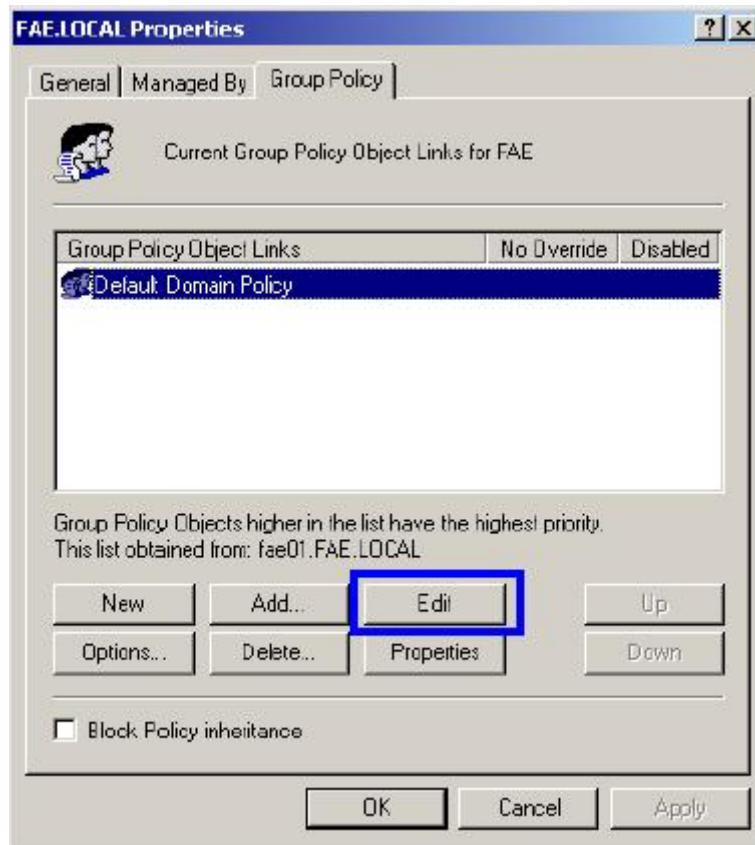 FAE.LOCAL Properties
General Managed By Group Policy
Current Group Policy Object Links for FAE
Group Policy Object Links No Override Disabled
Default Domain Policy
Group Policy Objects higher in the list have the highest priority.
This list obtained from: fae01.FAE.LOCAL
New Add... Edit Up
Options... Delete... Properties Down
Block Policy inheritance
OK Cancel Apply